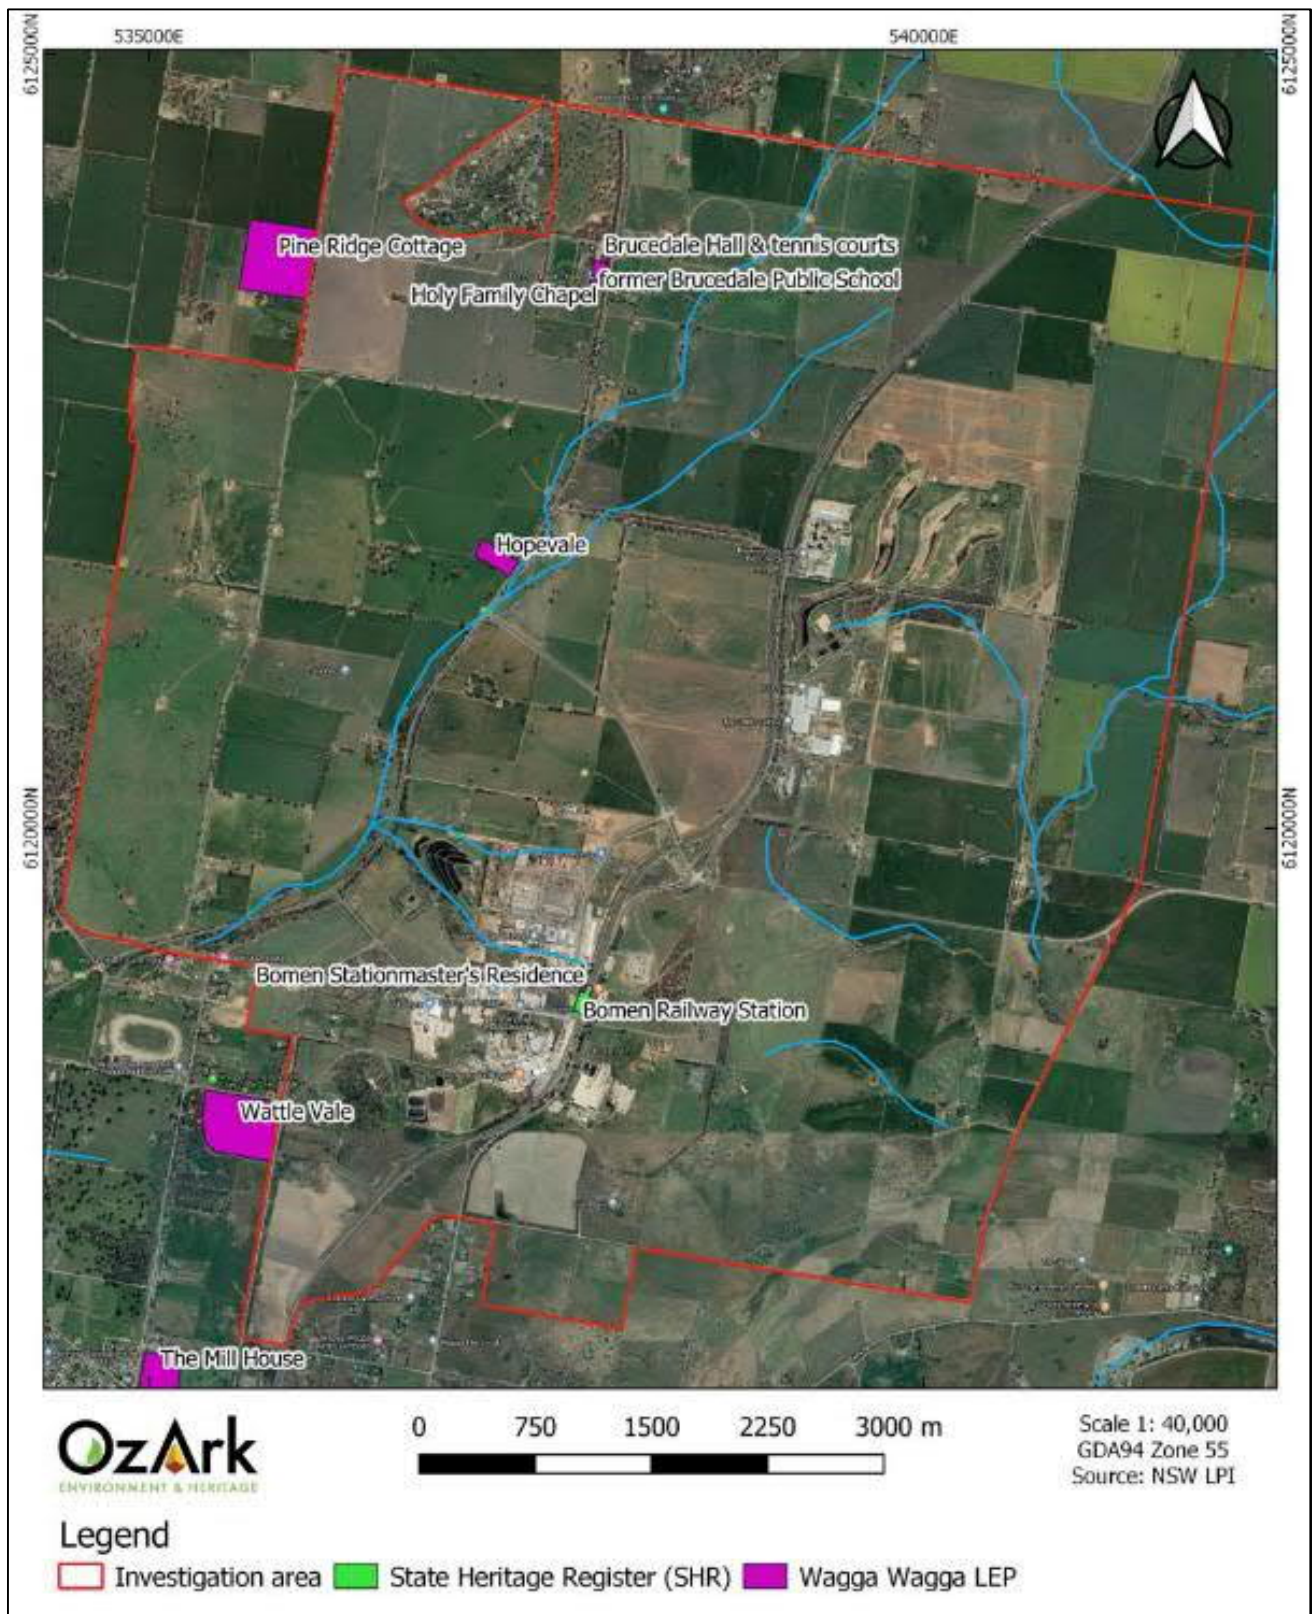 535000E
540000E
6125000N
6125000N
Pine Ridge Cottage
Brucedale Hall & tennis courts
former Brucedale Public School
Holy Family Chapel
Hopevale
6120000N
6120000N
Bomen Stationmaster's Residence
Bomen Railway Station
Wattle Vale
The Mill House
OzArk
ENVIRONMENT & HERITAGE
0 750 1500 2250 3000 m
Scale 1: 40,000
GDA94 Zone 55
Source: NSW LPI
Legend
Investigation area
State Heritage Register (SHR)
Wagga Wagga LEP